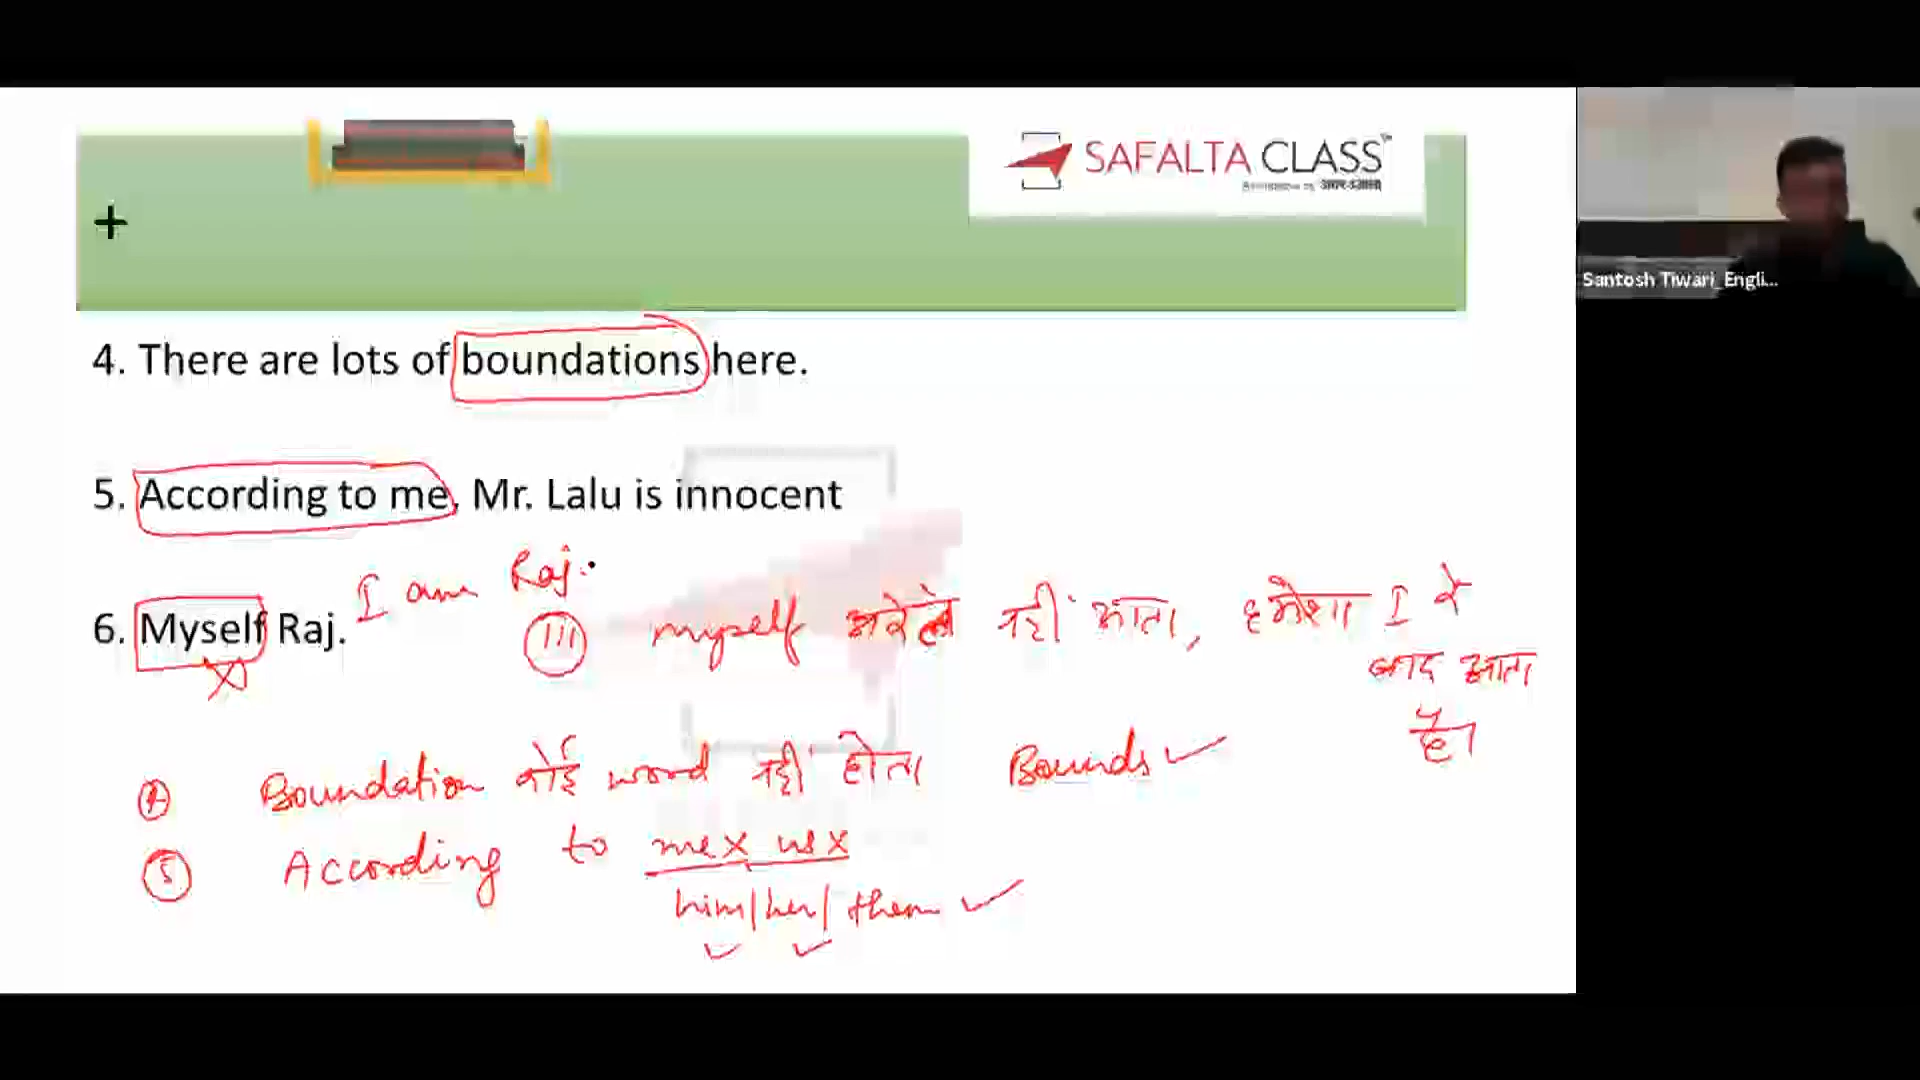 SAFALTA CLASS
Santosh Tiwari_Engli...
+
4. There are lots of boundations here.
5. According to me, Mr. Lalu is innocent
I am Raj.
6. Myself Raj.
III myself अकेले नहीं आता, हमेशा I के
बाद आता
है।
4 Boundation कोई word नहीं होता Bounds ✓
5 According to me x us x
him/her/them ✓